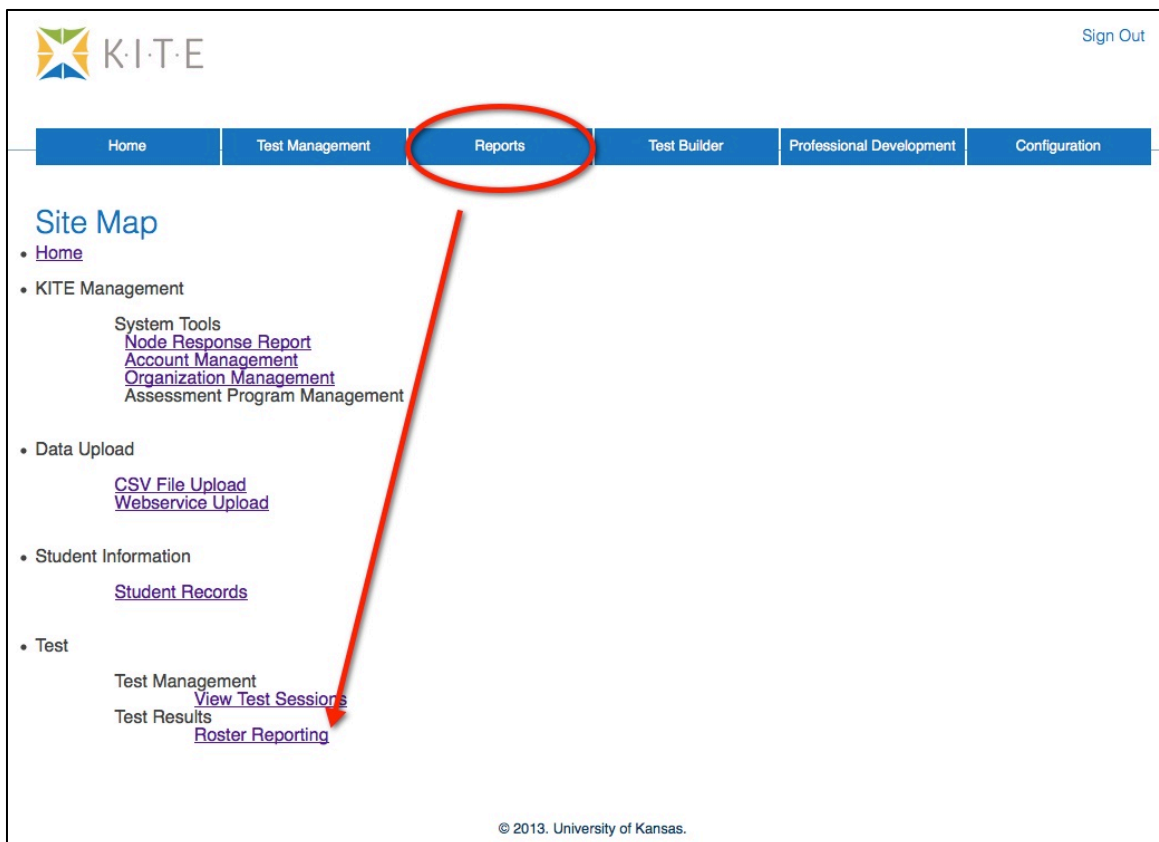 K·I·T·E
Sign Out
Home Test Management Reports Test Builder Professional Development Configuration
Site Map
• Home
• KITE Management
System Tools
Node Response Report
Account Management
Organization Management
Assessment Program Management
• Data Upload
CSV File Upload
Webservice Upload
• Student Information
Student Records
• Test
Test Management
View Test Sessions
Test Results
Roster Reporting
© 2013. University of Kansas.